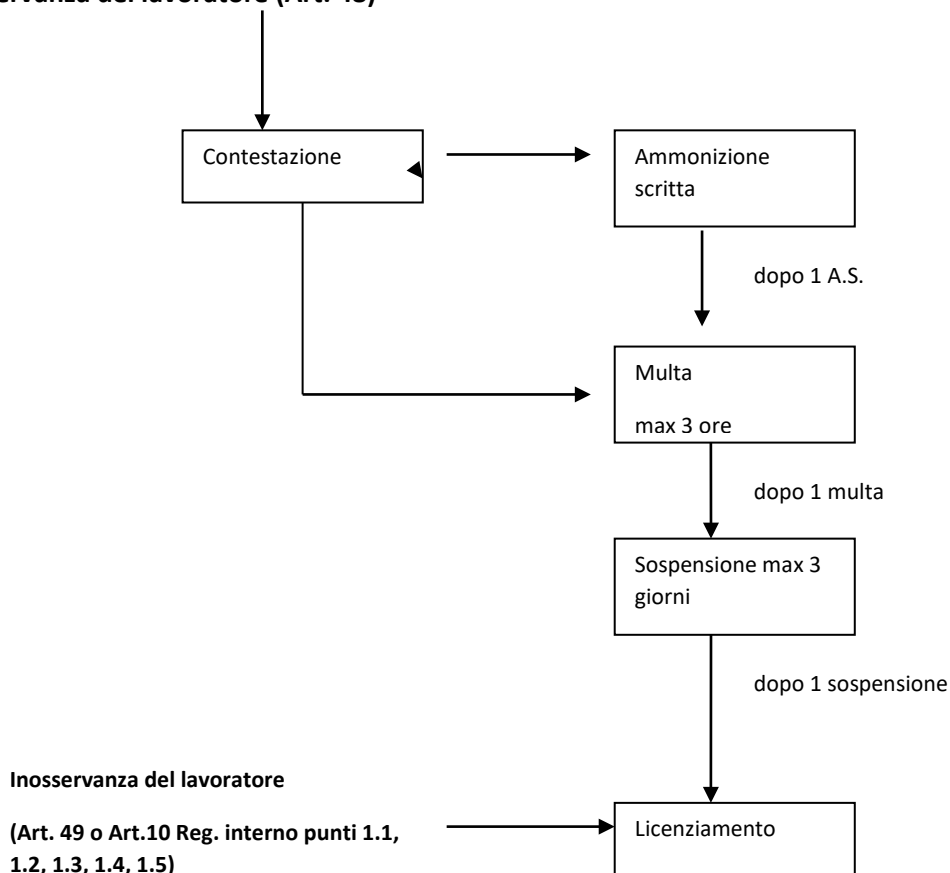 del lavoratore (Art.
Contestazione
Ammonizione
scritta
dopo 1 A.S.
Multa
max 3 ore
dopo 1 multa
Sospensione max 3
giorni
dopo 1 sospensione
Inosservanza del lavoratore
(Art. 49 o Art.10 Reg. interno punti 1.1,
1.2, 1.3, 1.4, 1.5)
Licenziamento